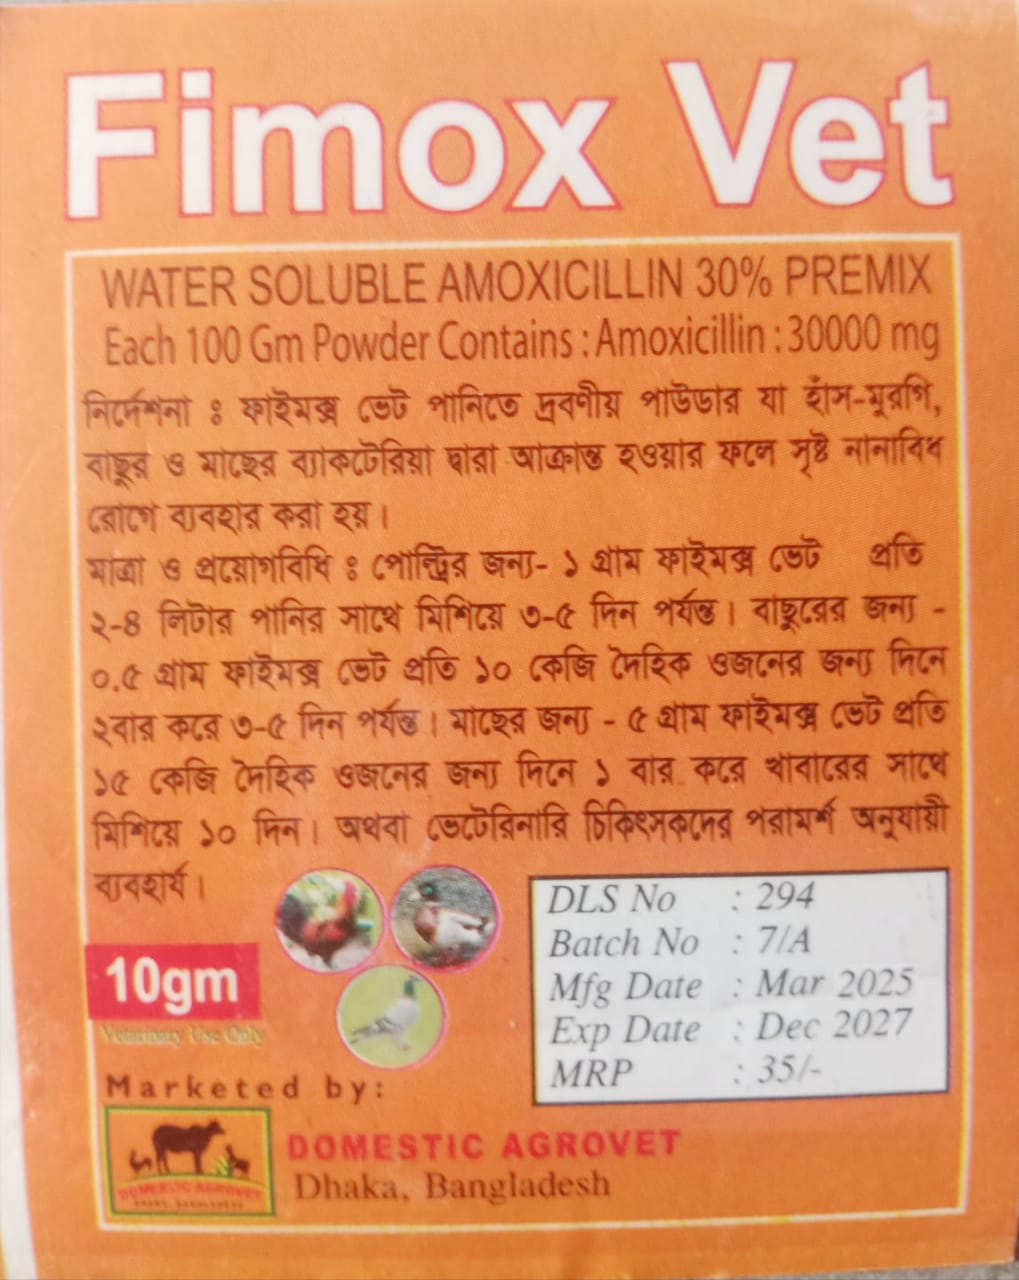 Fimox Vet
WATER SOLUBLE AMOXICILLIN 30% PREMIX
Each 100 Gm Powder Contains : Amoxicillin : 30000 mg
নির্দেশনা ঃ ফাইমক্স ভেট পানিতে দ্রবণীয় পাউডার যা হাঁস-মুরগি,
বাছুর ও মাছের ব্যাকটেরিয়া দ্বারা আক্রান্ত হওয়ার ফলে সৃষ্ট নানাবিধ
রোগে ব্যবহার করা হয়।
মাত্রা ও প্রয়োগবিধি ঃ পোল্ট্রির জন্য- ১ গ্রাম ফাইমক্স ভেট প্রতি
২-৪ লিটার পানির সাথে মিশিয়ে ৩-৫ দিন পর্যন্ত। বাছুরের জন্য -
০.৫ গ্রাম ফাইমক্স ভেট প্রতি ১০ কেজি দৈহিক ওজনের জন্য দিনে
২বার করে ৩-৫ দিন পর্যন্ত। মাছের জন্য - ৫ গ্রাম ফাইমক্স ভেট প্রতি
১৫ কেজি দৈহিক ওজনের জন্য দিনে ১ বার করে খাবারের সাথে
মিশিয়ে ১০ দিন। অথবা ভেটেরিনারি চিকিৎসকদের পরামর্শ অনুযায়ী
ব্যবহার্য।
DLS No : 294
Batch No : 7/A
Mfg Date : Mar 2025
Exp Date : Dec 2027
MRP : 35/-
10gm
Veterinary Use Only
Marketed by:
DOMESTIC AGROVET
Dhaka, Bangladesh
DOMESTIC AGROVET
DHAKA, BANGLADESH